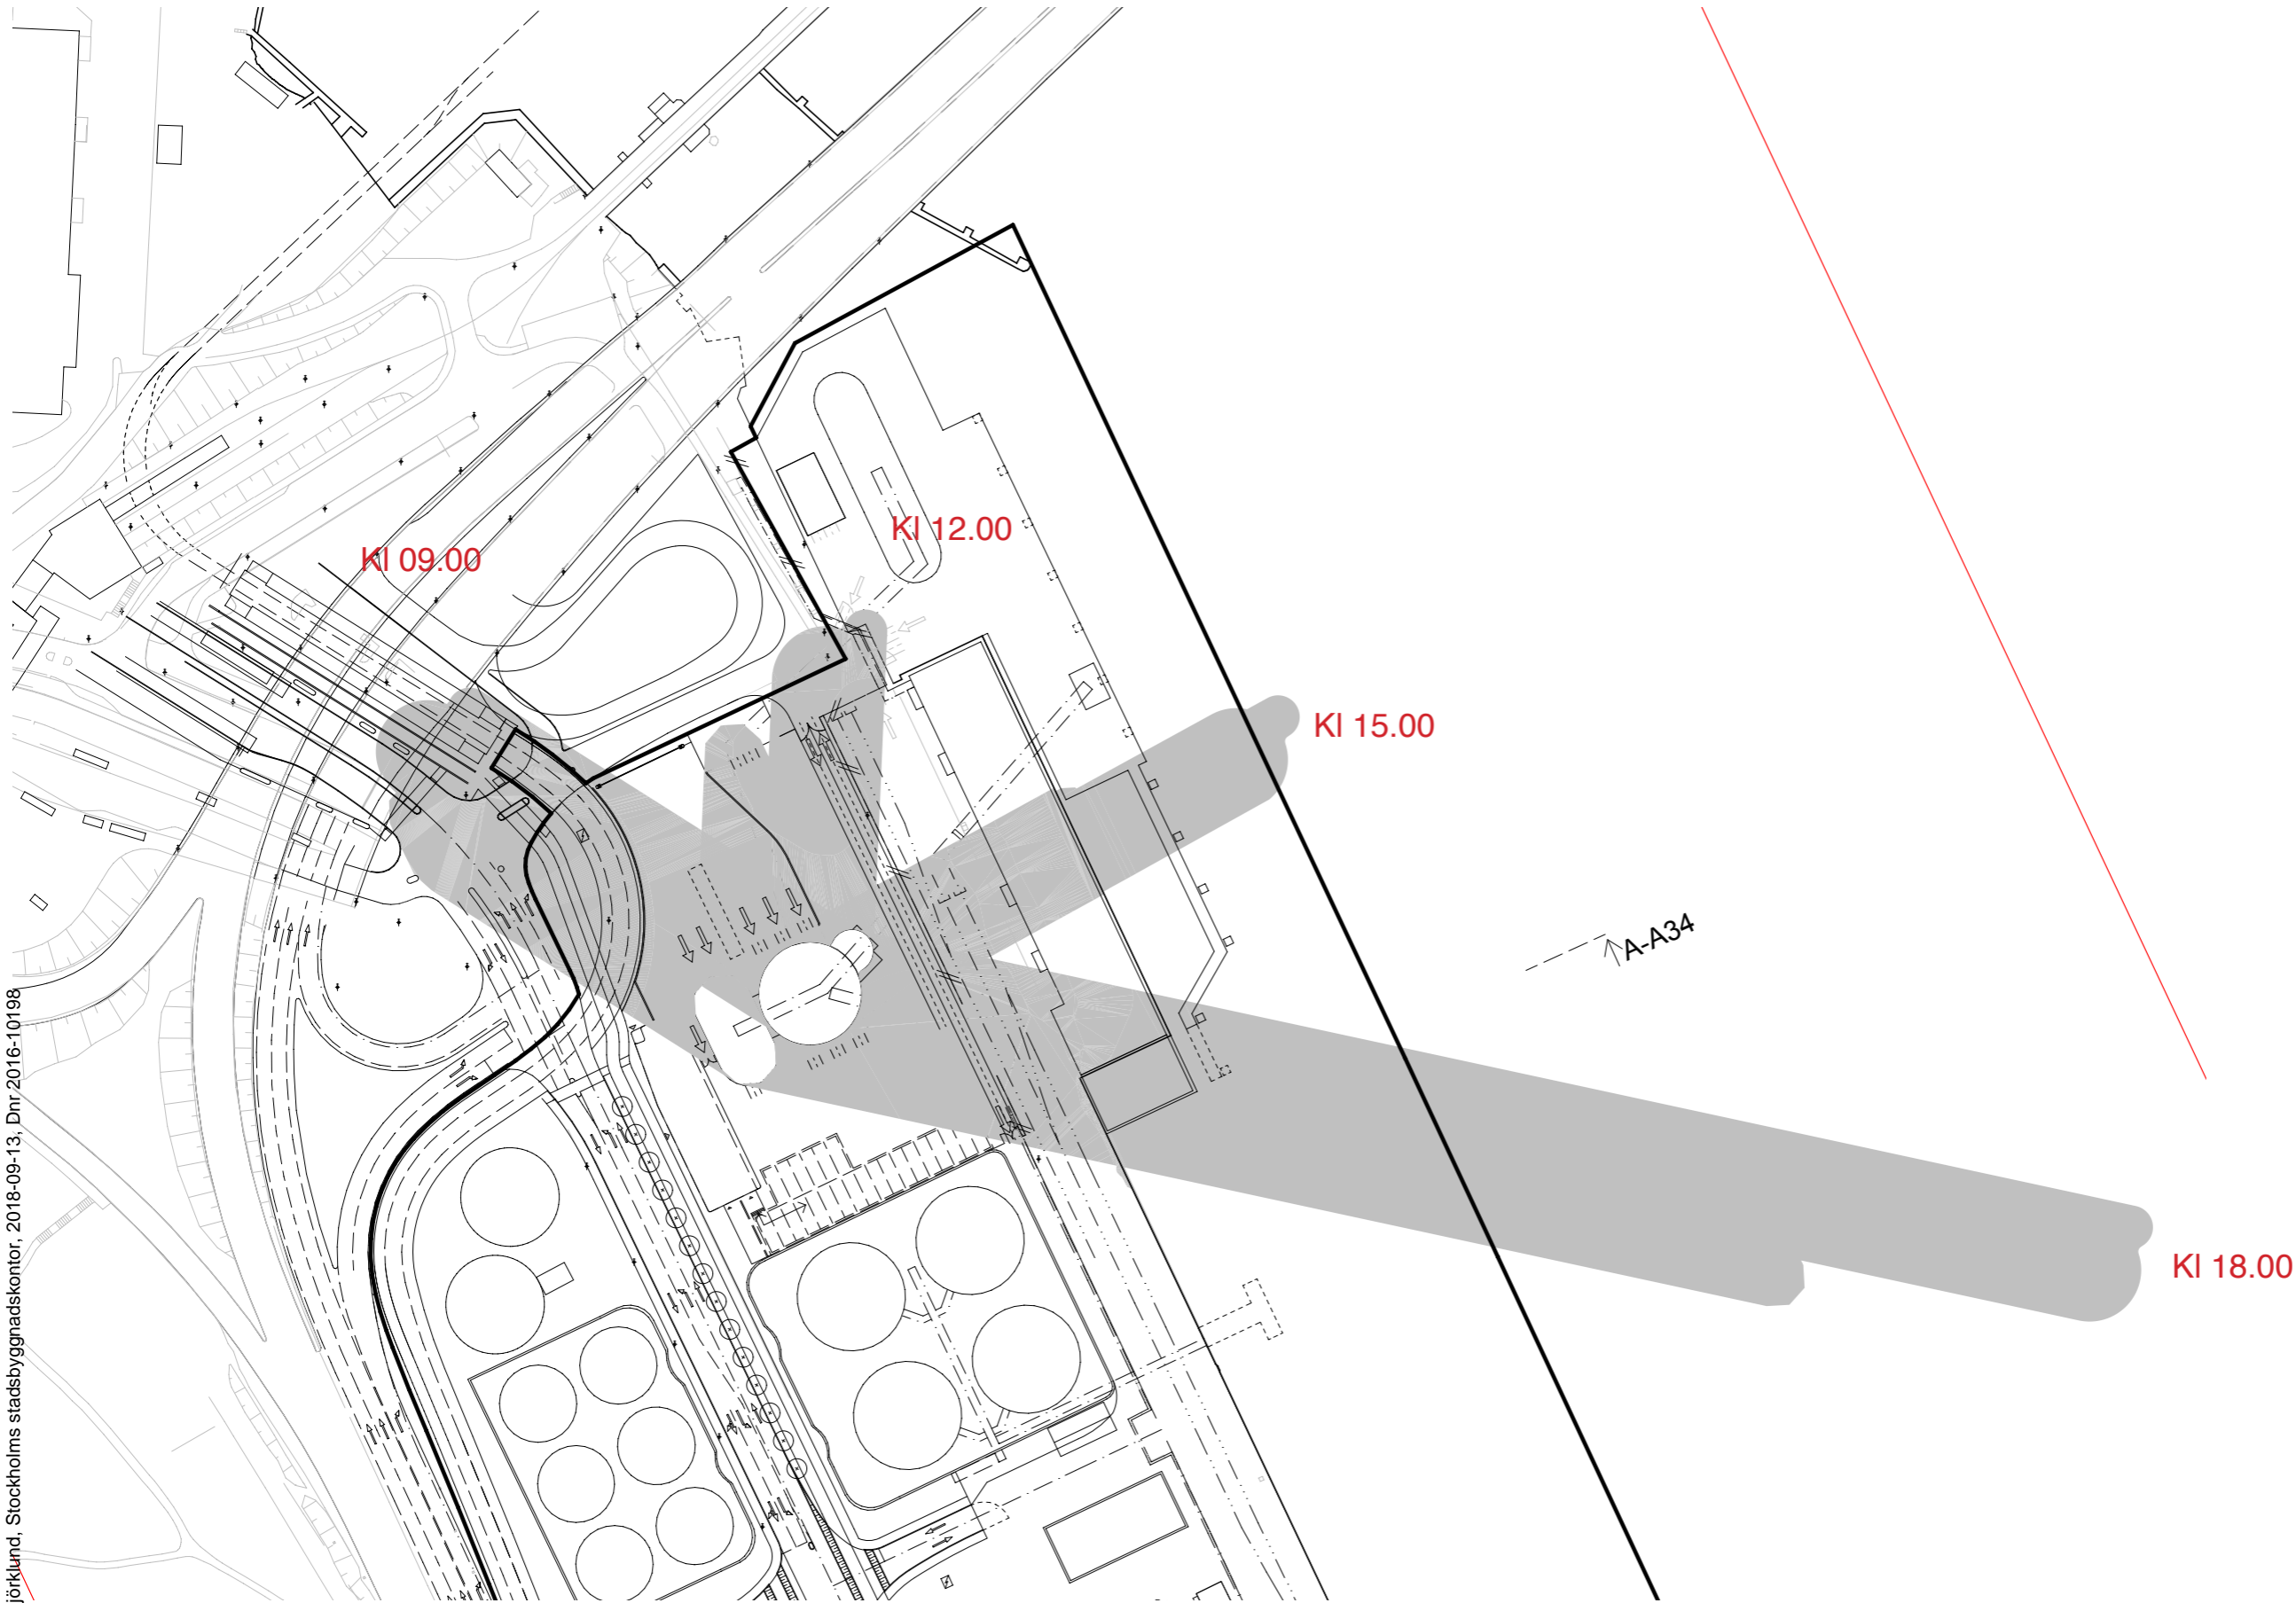 Kl 12.00
Kl 09.00
Kl 15.00
A-A34
Kl 18.00
jörklund, Stockholms stadsbyggnadskontor, 2018-09-13, Dnr 2016-10198